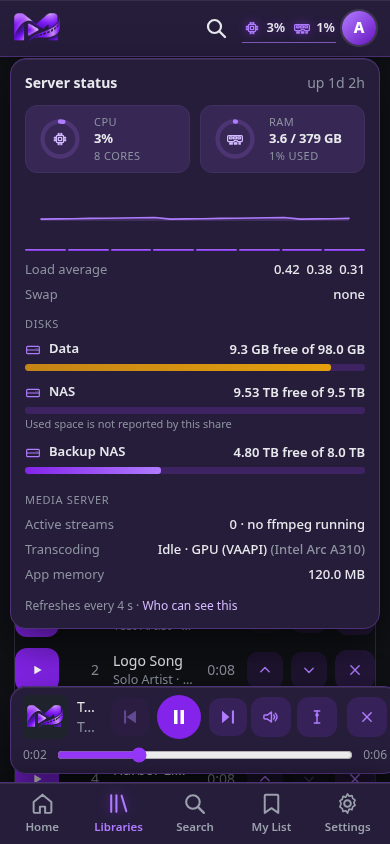 3% 1% A
Server status up 1d 2h
CPU
3%
8 CORES
RAM
3.6 / 379 GB
1% USED
Load average 0.42 0.38 0.31
Swap none
DISKS
Data 9.3 GB free of 98.0 GB
NAS 9.53 TB free of 9.5 TB
Used space is not reported by this share
Backup NAS 4.80 TB free of 8.0 TB
MEDIA SERVER
Active streams 0 · no ffmpeg running
Transcoding Idle · GPU (VAAPI) (Intel Arc A310)
App memory 120.0 MB
Refreshes every 4 s · Who can see this
2 Logo Song 0:08
Solo Artist · ...
T...
T...
0:02 0:06
4 0:08
Home Libraries Search My List Settings